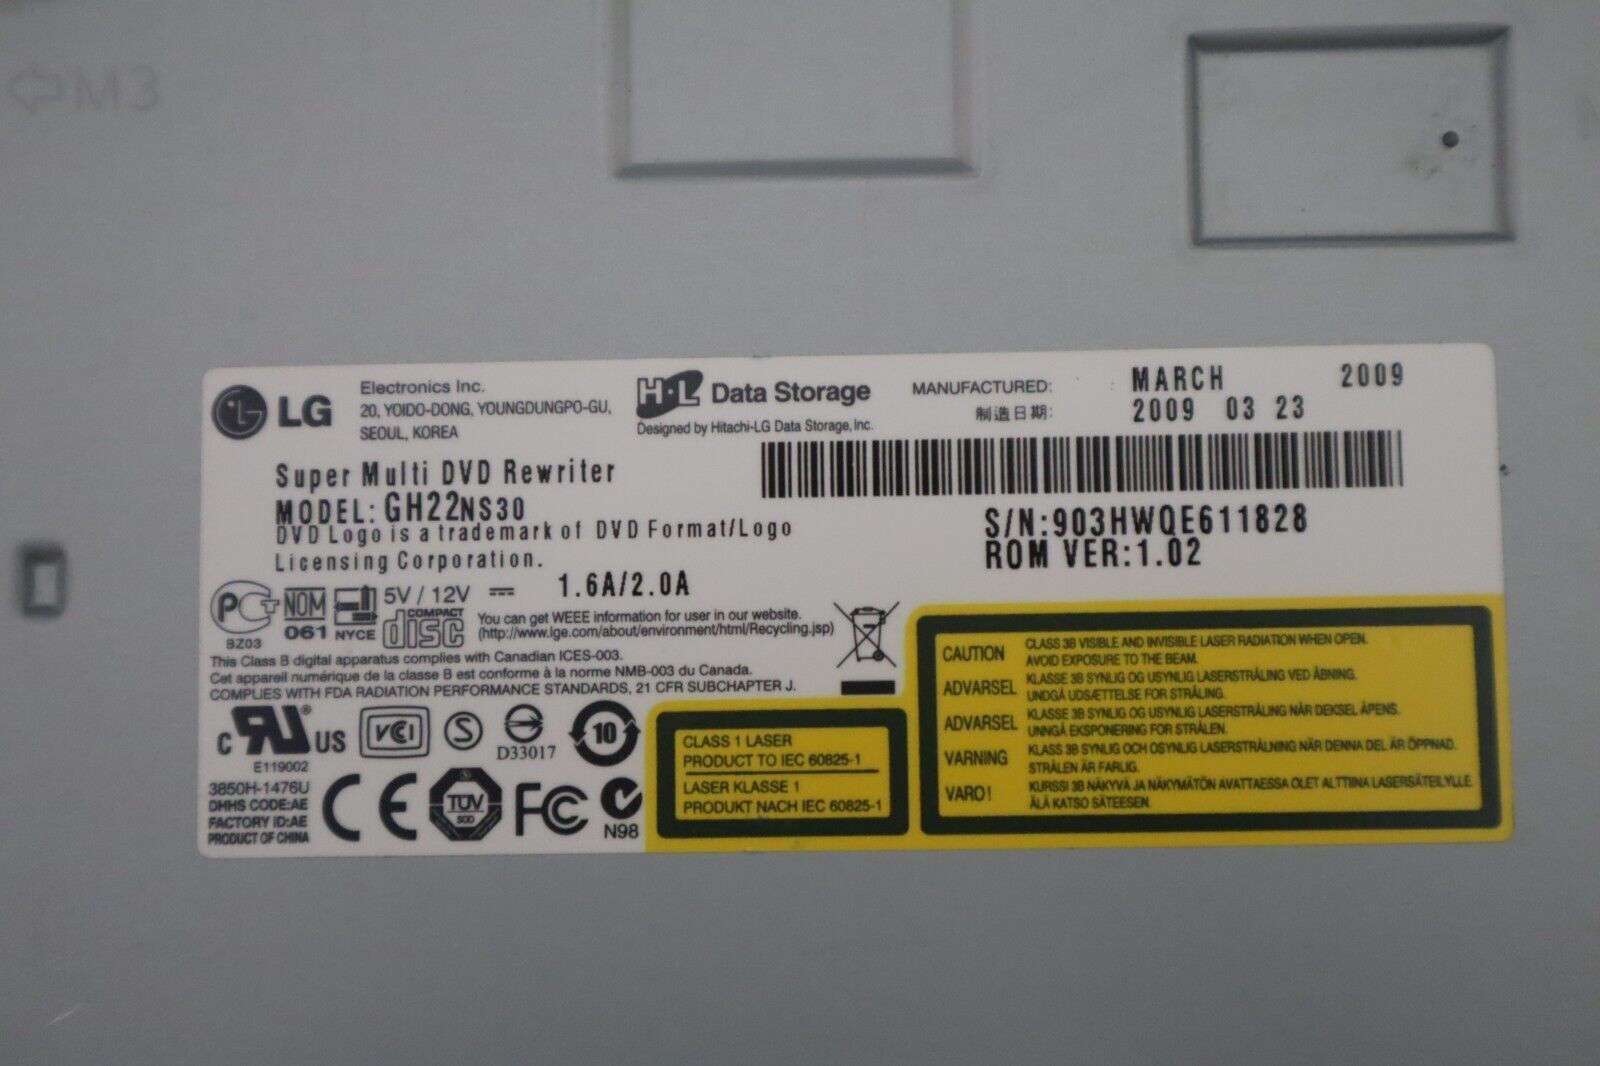 M3
LG
Electronics Inc.
20, YOIDO-DONG, YOUNGDUNGPO-GU,
SEOUL, KOREA
H·L Data Storage
Designed by Hitachi-LG Data Storage, Inc.
MANUFACTURED: MARCH 2009
制造日期: 2009 03 23
Super Multi DVD Rewriter
MODEL: GH22NS30
DVD Logo is a trademark of DVD Format/Logo
Licensing Corporation.
S/N:903HWQE611828
ROM VER:1.02
5V / 12V 1.6A/2.0A
PCT
BZ03
NOM
061
NYCE
COMPACT
disc
You can get WEEE information for user in our website.
(http://www.lge.com/about/environment/html/Recycling.jsp)
This Class B digital apparatus complies with Canadian ICES-003.
Cet appareil numérique de la classe B est conforme à la norme NMB-003 du Canada.
COMPLIES WITH FDA RADIATION PERFORMANCE STANDARDS, 21 CFR SUBCHAPTER J.
C RU ® US
E119002
VCI
S
D33017
10
3850H-1476U
DHHS CODE:AE
FACTORY ID:AE
PRODUCT OF CHINA
CE
TUV
SUD
FC
N98
CLASS 1 LASER
PRODUCT TO IEC 60825-1
LASER KLASSE 1
PRODUKT NACH IEC 60825-1
CAUTION CLASS 3B VISIBLE AND INVISIBLE LASER RADIATION WHEN OPEN.
AVOID EXPOSURE TO THE BEAM.
ADVARSEL KLASSE 3B SYNLIG OG USYNLIG LASERSTRÅLING VED ÅBNING.
UNDGÅ UDSÆTTELSE FOR STRÅLING.
ADVARSEL KLASSE 3B SYNLIG OG USYNLIG LASERSTRÅLING NÅR DEKSEL ÅPENS.
UNNGÅ EKSPONERING FOR STRÅLEN.
VARNING KLASS 3B SYNLIG OCH OSYNLIG LASERSTRÅLNING NÄR DENNA DEL ÄR ÖPPNAD.
STRÅLEN ÄR FARLIG.
VARO! KURSSI 3B NÄKYVÄ JA NÄKYMÄTÖN AVATTAESSA OLET ALTTIINA LASERSÄTEILYLLE.
ÄLÄ KATSO SÄTEESEN.